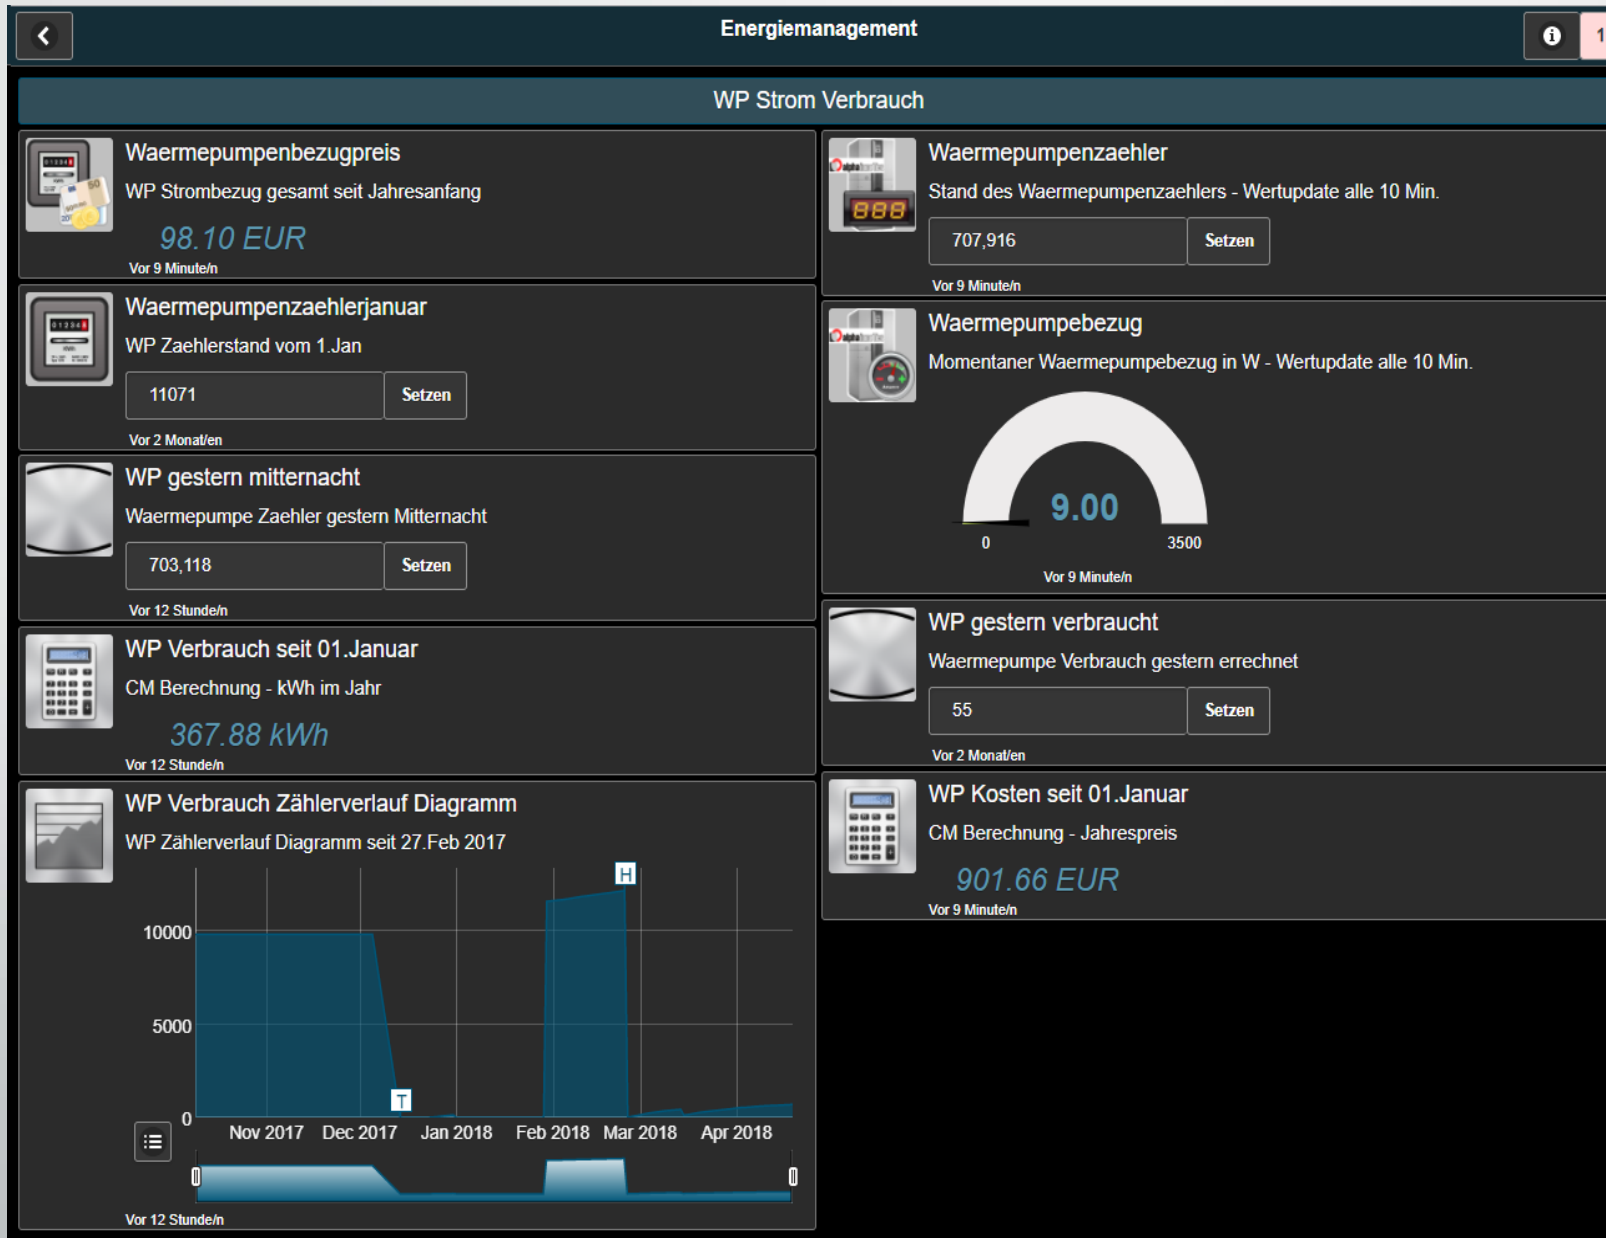 Energiemanagement
1
WP Strom Verbrauch
Waermepumpenbezugpreis
WP Strombezug gesamt seit Jahresanfang
98.10 EUR
Vor 9 Minute/n
Waermepumpenzaehlerjanuar
WP Zaehlerstand vom 1.Jan
11071
Setzen
Vor 2 Monat/en
WP gestern mitternacht
Waermepumpe Zaehler gestern Mitternacht
703,118
Setzen
Vor 12 Stunde/n
WP Verbrauch seit 01.Januar
CM Berechnung - kWh im Jahr
367.88 kWh
Vor 12 Stunde/n
WP Verbrauch Zählerverlauf Diagramm
WP Zählerverlauf Diagramm seit 27.Feb 2017
H
10000
5000
T
0
Nov 2017 Dec 2017 Jan 2018 Feb 2018 Mar 2018 Apr 2018
Vor 12 Stunde/n
Waermepumpenzaehler
Stand des Waermepumpenzaehlers - Wertupdate alle 10 Min.
888
707,916
Setzen
Vor 9 Minute/n
Waermepumpebezug
Momentaner Waermepumpebezug in W - Wertupdate alle 10 Min.
9.00
0 3500
Vor 9 Minute/n
WP gestern verbraucht
Waermepumpe Verbrauch gestern errechnet
55
Setzen
Vor 2 Monat/en
WP Kosten seit 01.Januar
CM Berechnung - Jahrespreis
901.66 EUR
Vor 9 Minute/n